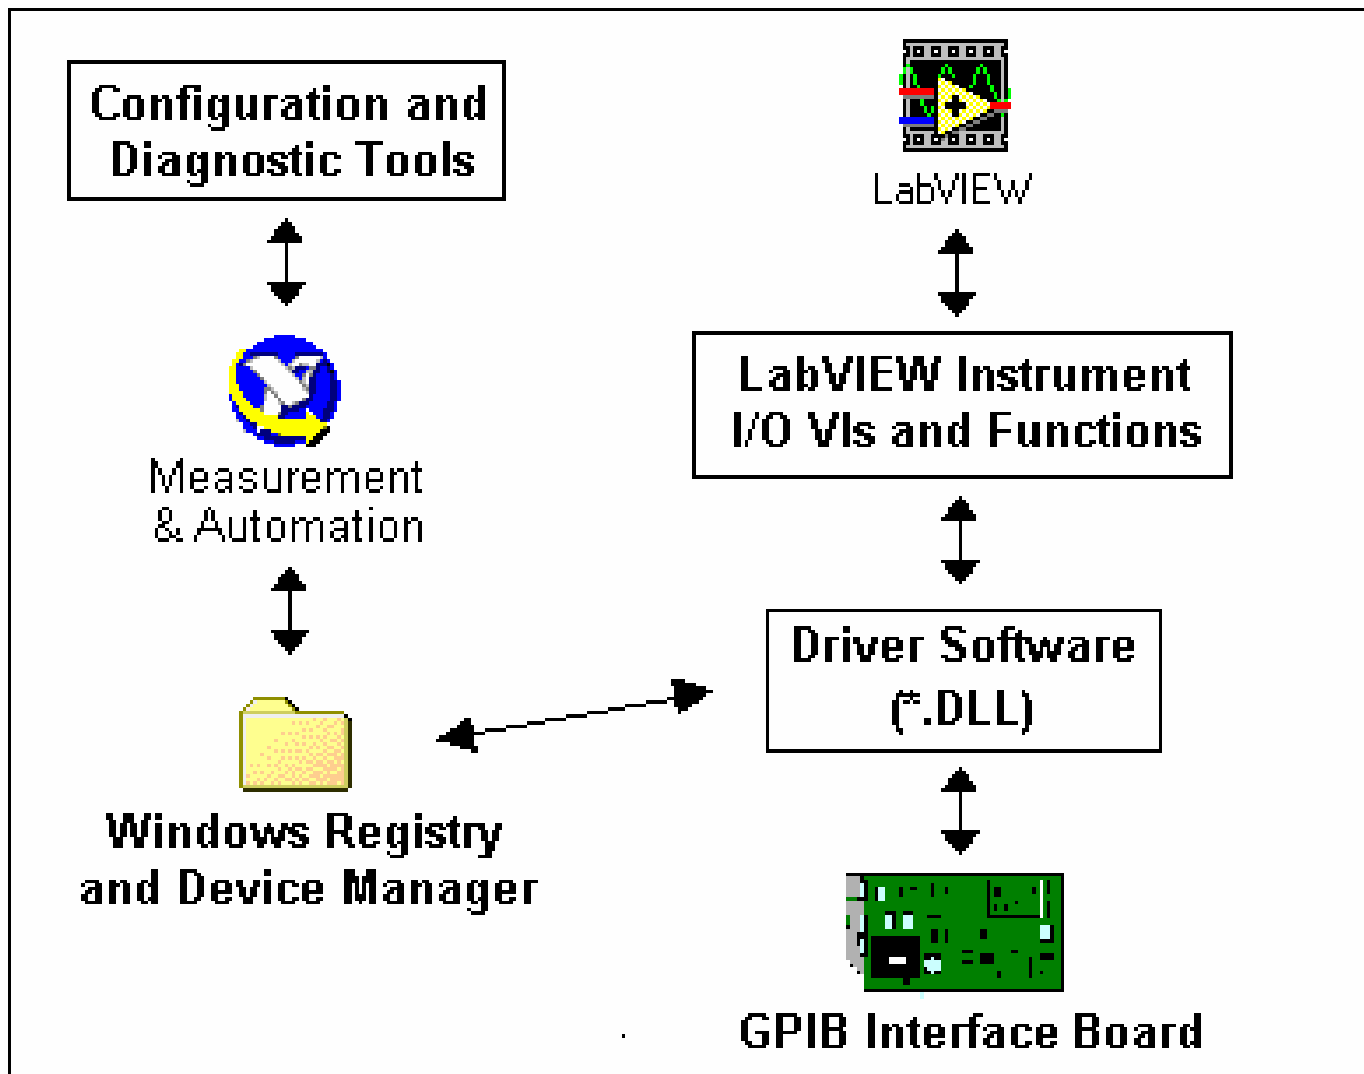 Configuration and
Diagnostic Tools
LabVIEW
LabVIEW Instrument
I/O VIs and Functions
Measurement
& Automation
Driver Software
(*.DLL)
Windows Registry
and Device Manager
GPIB Interface Board